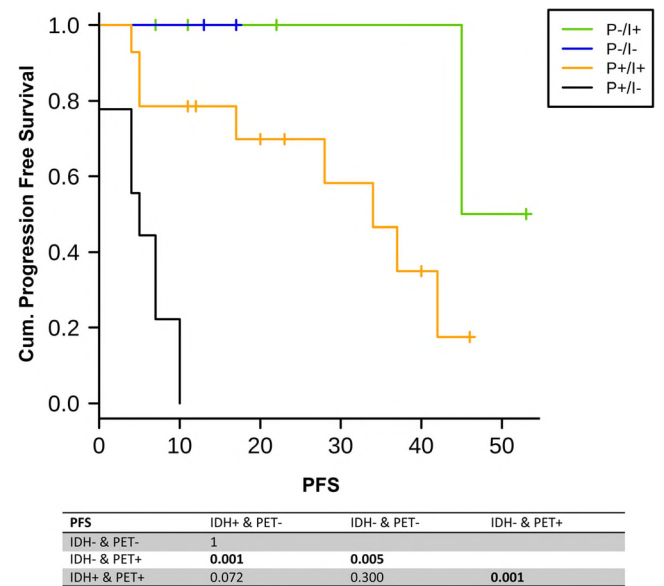 1.0
0.8
0.6
0.4
0.2
0.0
Cum. Progression Free Survival
0 10 20 30 40 50
PFS
P-/I+
P-/I-
P+/I+
P+/I-
PFS IDH+ & PET- IDH- & PET- IDH- & PET+
IDH- & PET- 1
IDH- & PET+ 0.001 0.005
IDH+ & PET+ 0.072 0.300 0.001